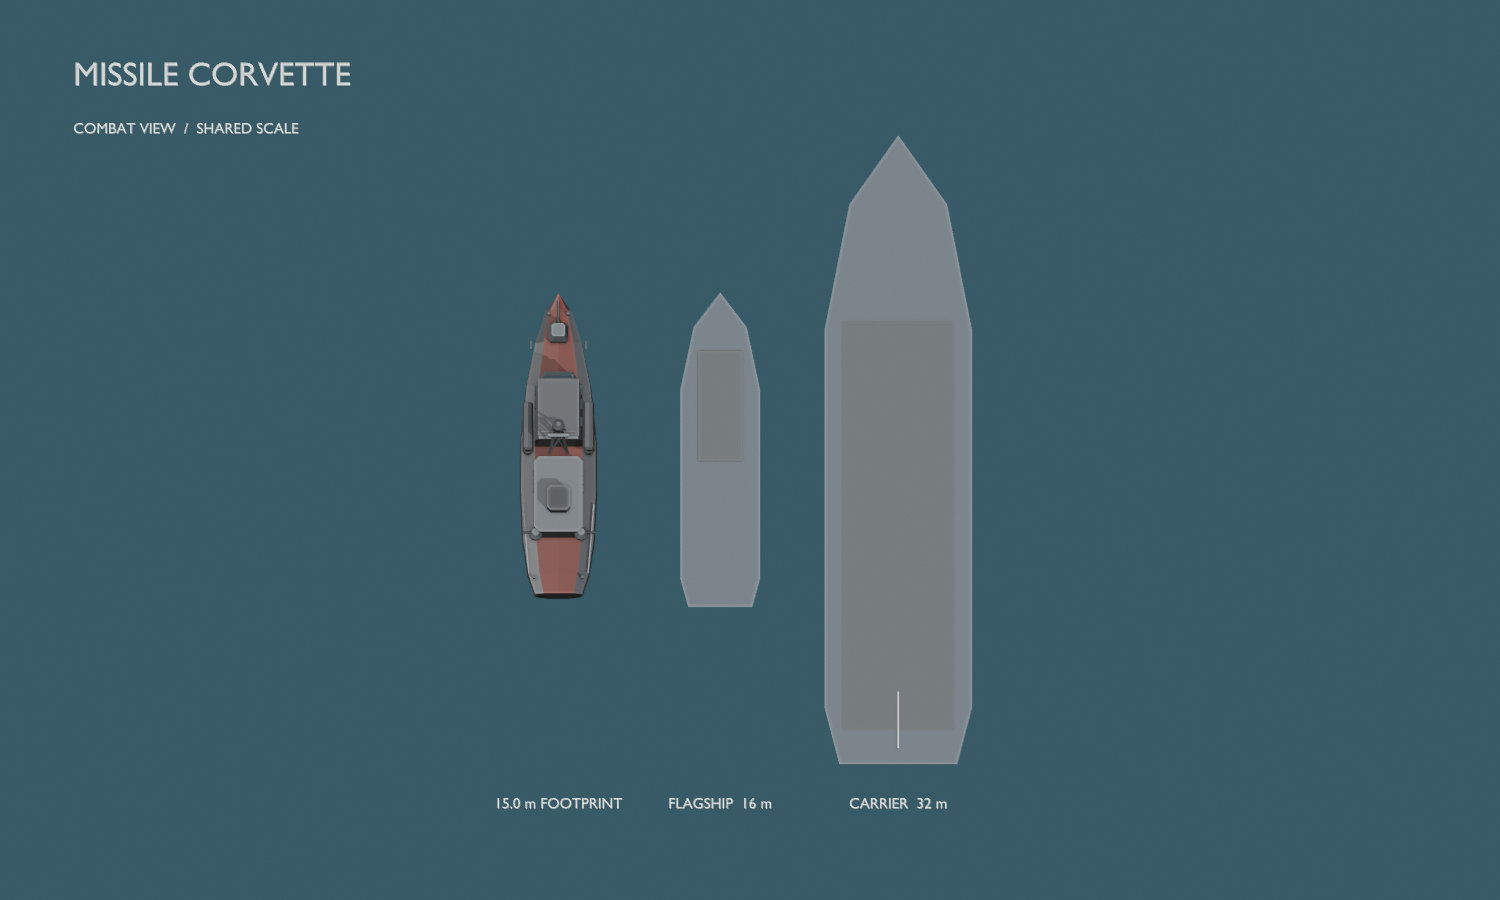 MISSILE CORVETTE
COMBAT VIEW / SHARED SCALE
15.0 m FOOTPRINT
FLAGSHIP 16 m
CARRIER 32 m